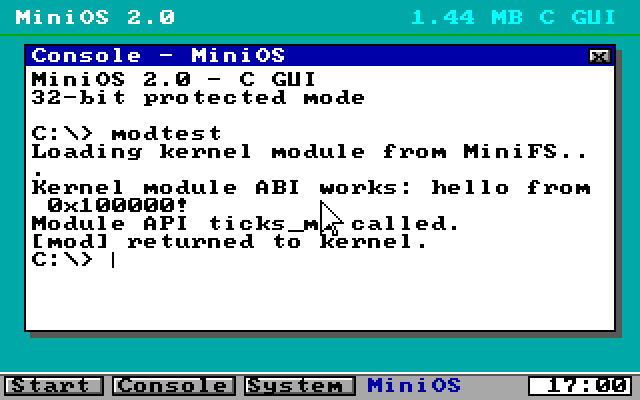 MiniOS 2.0
1.44 MB C GUI
Console - MiniOS
MiniOS 2.0 - C GUI
32-bit protected mode
C:\> modtest
Loading kernel module from MiniFS..
.
Kernel module ABI works: hello from
0x100000!
Module API ticks_m called.
[mod] returned to kernel.
C:\>
Start
Console
System
MiniOS
17:00